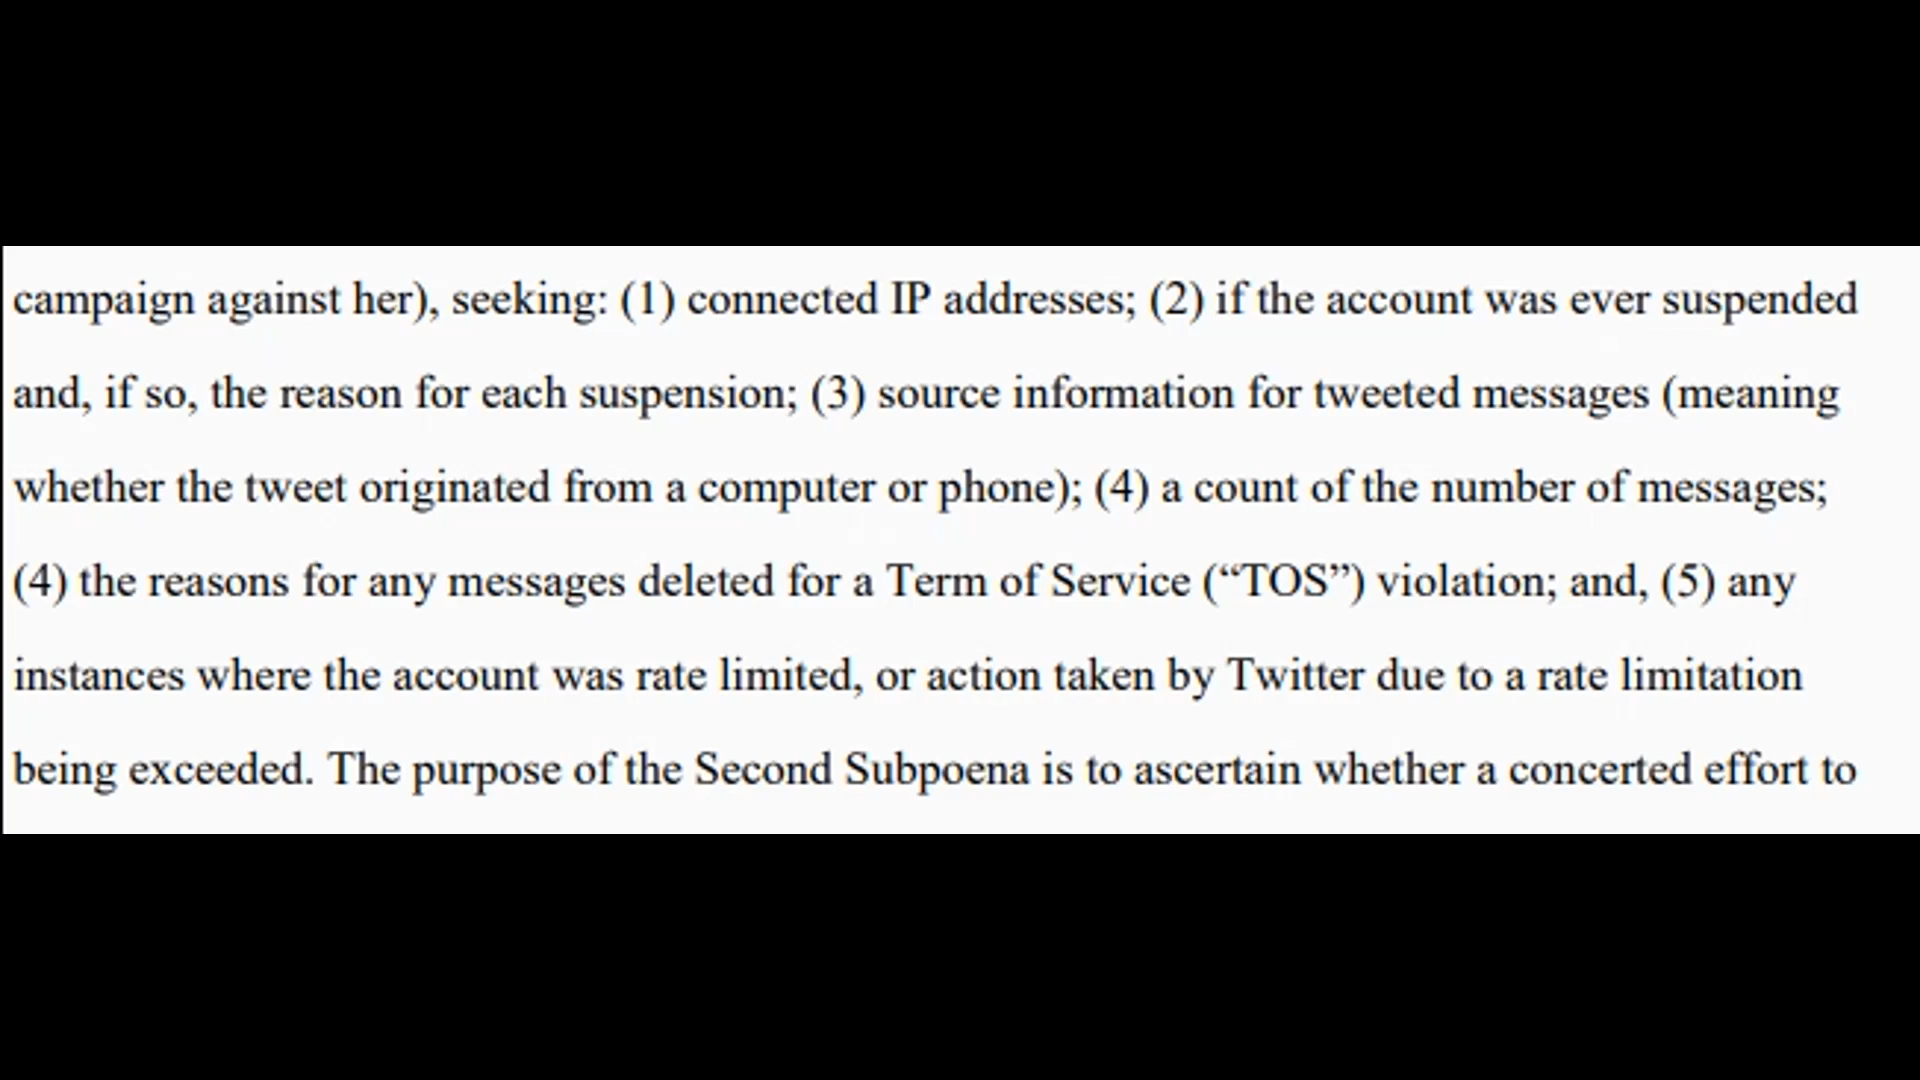 campaign against her), seeking: (1) connected IP addresses; (2) if the account was ever suspended
and, if so, the reason for each suspension; (3) source information for tweeted messages (meaning
whether the tweet originated from a computer or phone); (4) a count of the number of messages;
(4) the reasons for any messages deleted for a Term of Service (“TOS”) violation; and, (5) any
instances where the account was rate limited, or action taken by Twitter due to a rate limitation
being exceeded. The purpose of the Second Subpoena is to ascertain whether a concerted effort to